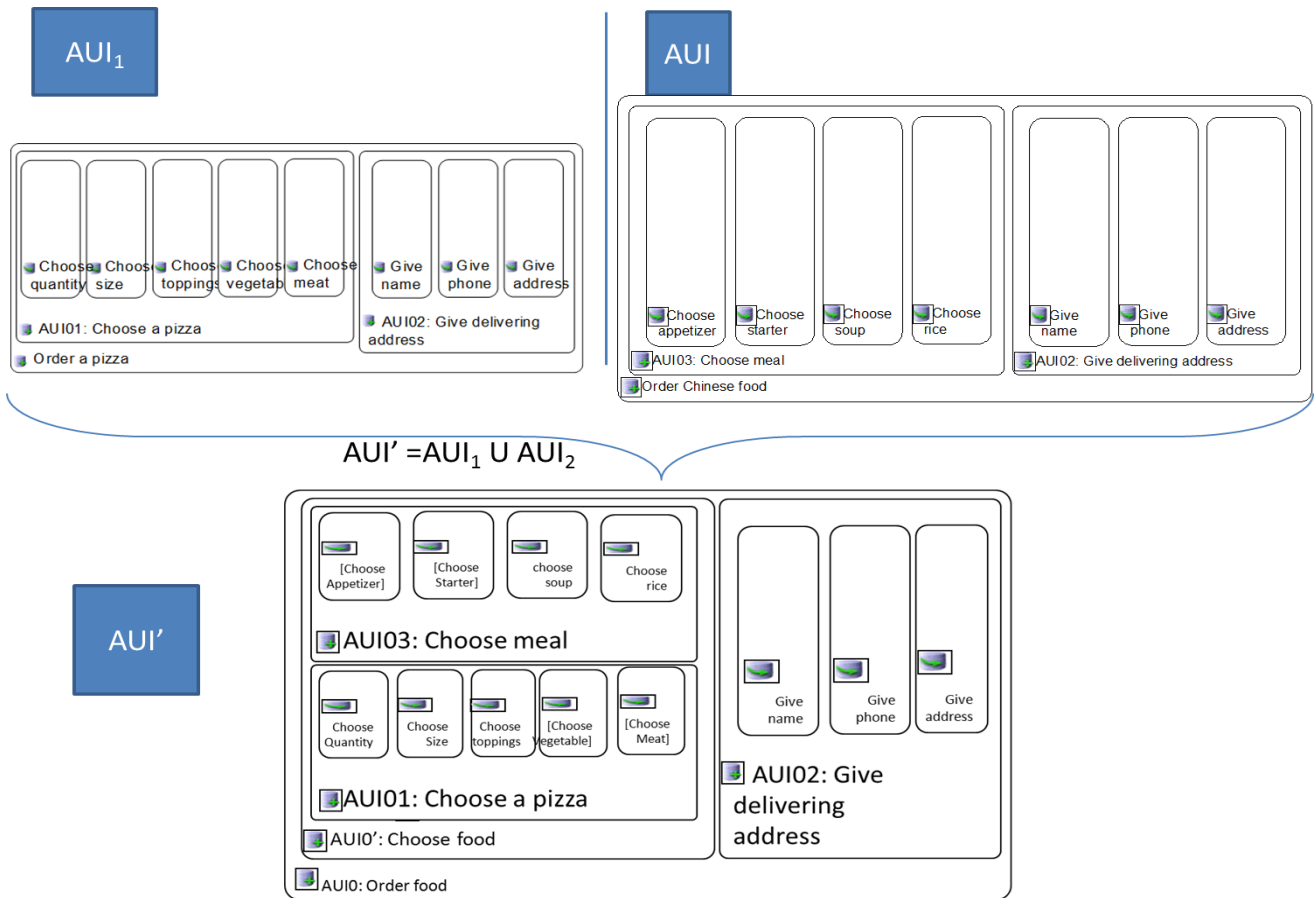 AUI₁
AUI
Choose quantity
Choose size
Choose toppings
Choose vegetab
Choose meat
Give name
Give phone
Give address
AUI01: Choose a pizza
AUI02: Give delivering
address
Order a pizza
Choose appetizer
Choose starter
Choose soup
Choose rice
Give name
Give phone
Give address
AUI03: Choose meal
AUI02: Give delivering address
Order Chinese food
AUI’ =AUI₁ U AUI₂
AUI’
[Choose
Appetizer]
[Choose
Starter]
choose
soup
Choose
rice
AUI03: Choose meal
Choose
Quantity
Choose
Size
Choose
toppings
[Choose
Vegetable]
[Choose
Meat]
AUI01: Choose a pizza
AUI0’: Choose food
Give
name
Give
phone
Give
address
AUI02: Give
delivering
address
AUI0: Order food